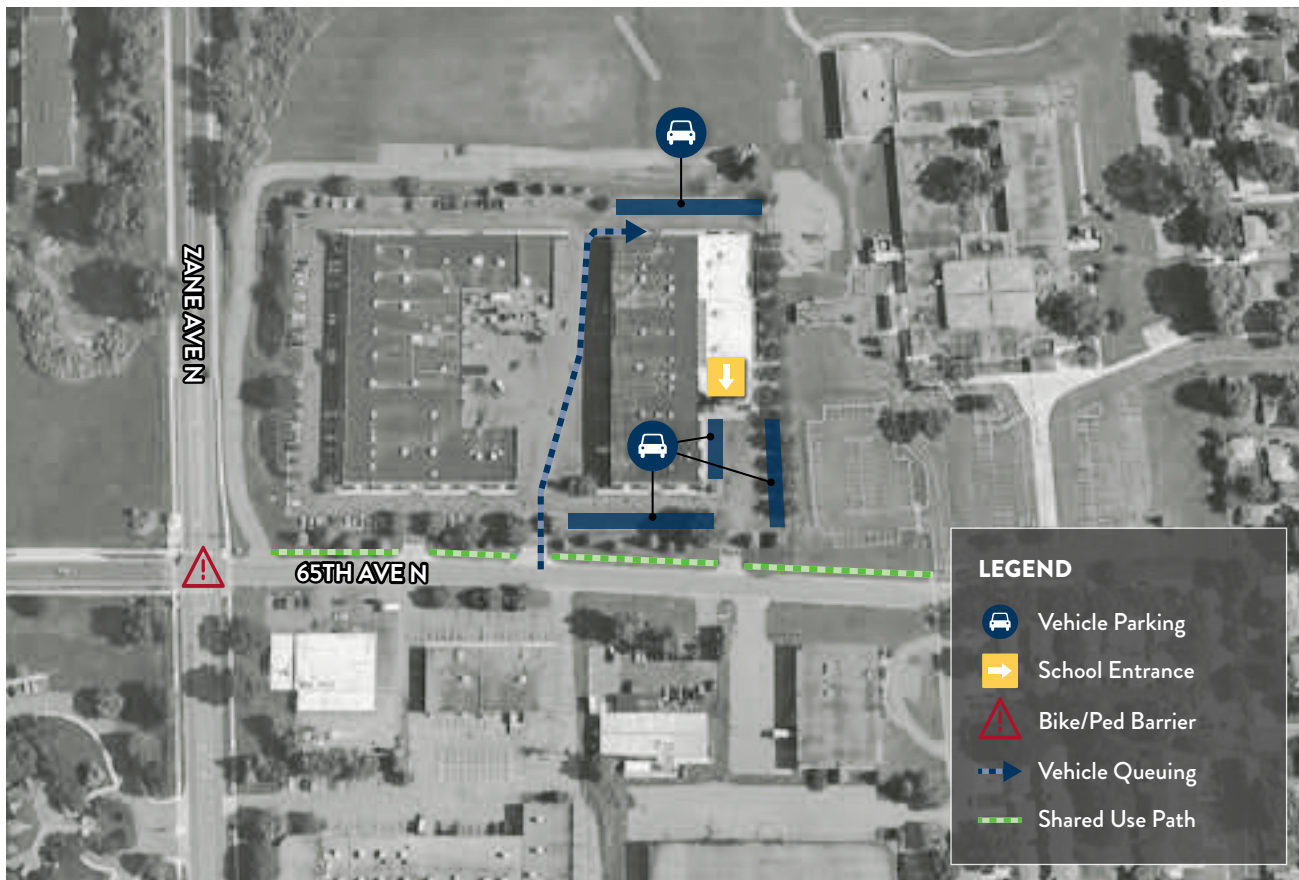 ZANE AVE N
65TH AVE N
LEGEND
Vehicle Parking
School Entrance
Bike/Ped Barrier
Vehicle Queuing
Shared Use Path